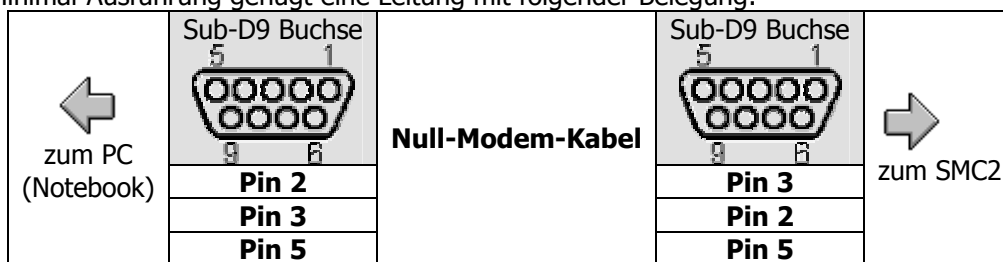 minimal Ausführung genügt eine Leitung mit folgender Belegung:
Sub-D9 Buchse
5 1
9 6
zum PC
(Notebook)
Pin 2
Pin 3
Pin 5
Null-Modem-Kabel
Sub-D9 Buchse
5 1
9 6
Pin 3
Pin 2
Pin 5
zum SMC2